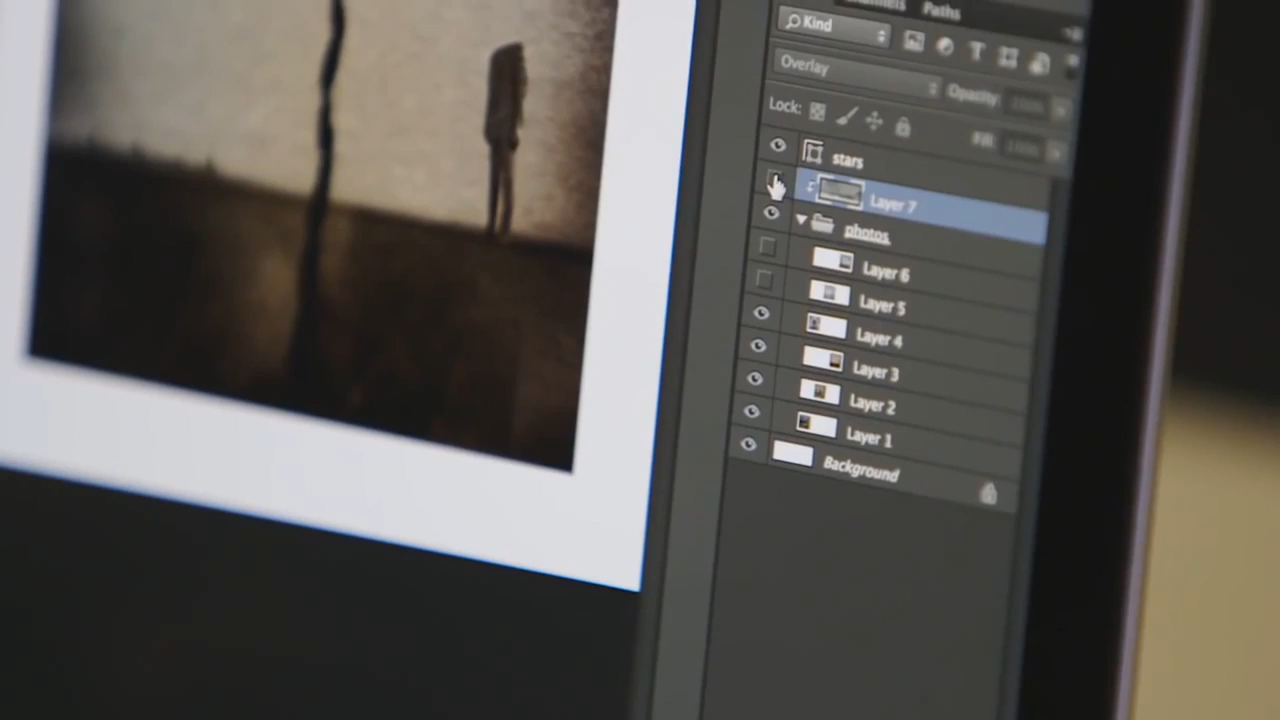 Channels Paths
Kind
Overlay Opacity:
Lock: Fill:
stars
Layer 7
photos
Layer 6
Layer 5
Layer 4
Layer 3
Layer 2
Layer 1
Background